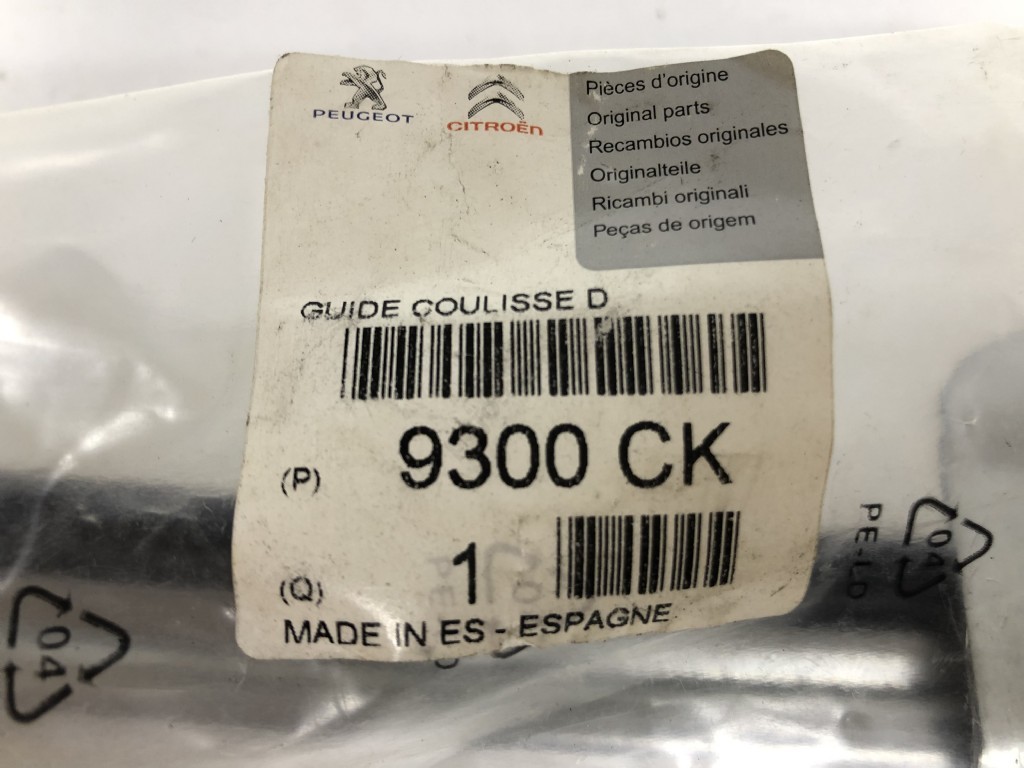 PEUGEOT
CITROËN
Pièces d'origine
Original parts
Recambios originales
Originalteile
Ricambi originali
Peças de origem
GUIDE COULISSE D
(P) 9300 CK
(Q) 1
MADE IN ES - ESPAGNE
04
PE-LD
04